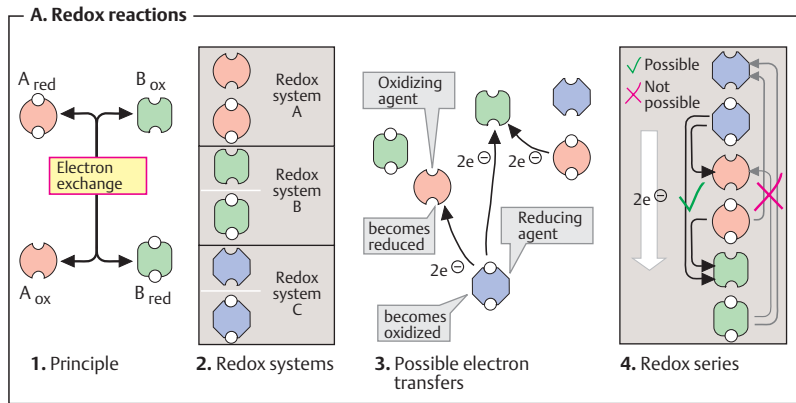 A. Redox reactions
A red
B ox
Electron
exchange
A ox
B red
1. Principle
Redox
system
A
Redox
system
B
Redox
system
C
2. Redox systems
Oxidizing
agent
2e ⊖
2e ⊖
becomes
reduced
Reducing
agent
2e ⊖
becomes
oxidized
3. Possible electron
transfers
Possible
Not
possible
2e ⊖
4. Redox series